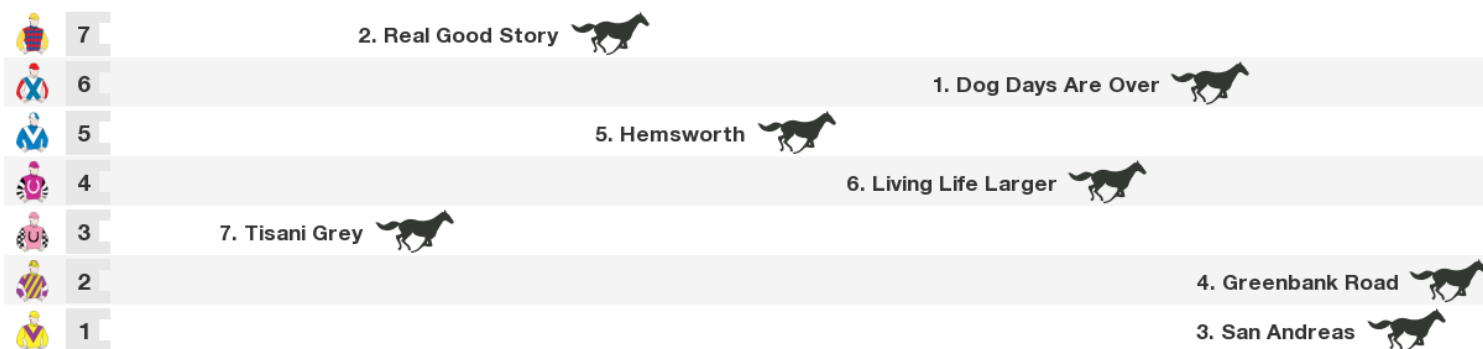 7 2. Real Good Story
6 1. Dog Days Are Over
5 5. Hemsworth
4 6. Living Life Larger
3 7. Tisani Grey
2 4. Greenbank Road
1 3. San Andreas